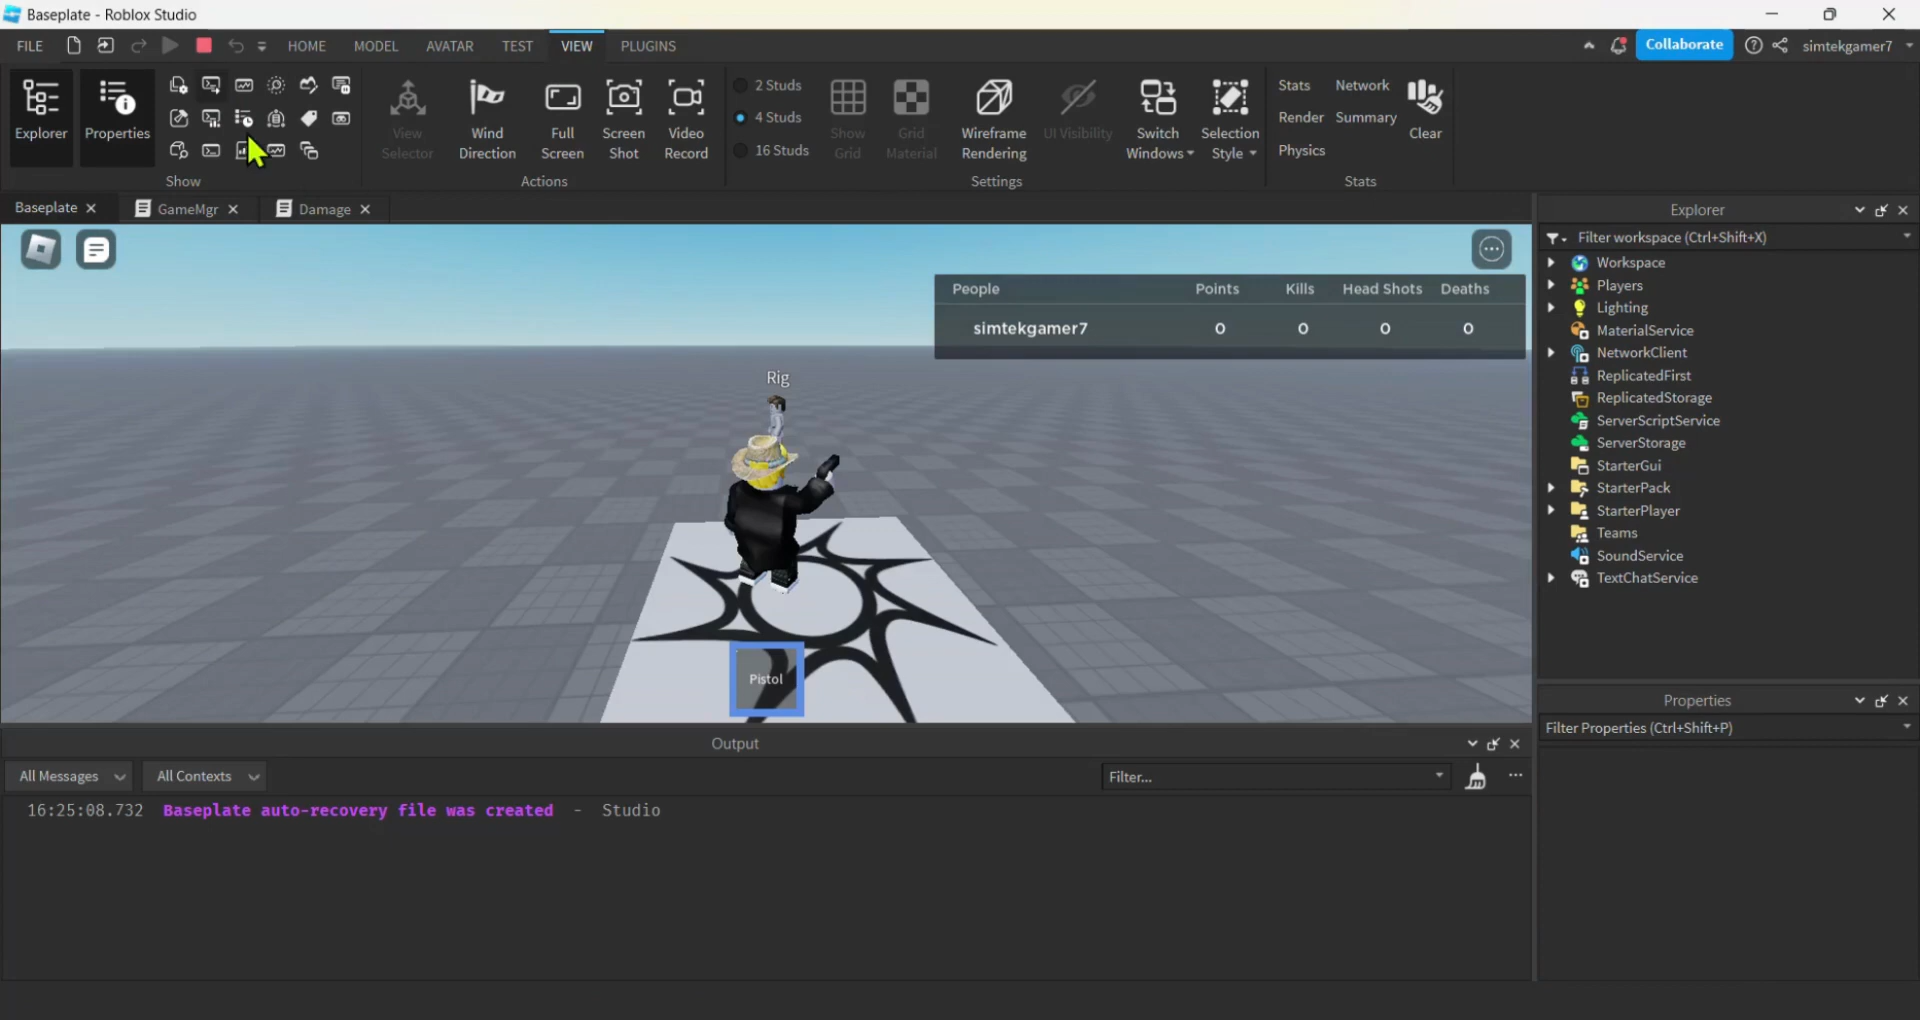 Baseplate - Roblox Studio
FILE
HOME
MODEL
AVATAR
TEST
VIEW
PLUGINS
Collaborate
simtekgamer7
Explorer
Properties
Show
View
Selector
Wind
Direction
Full
Screen
Screen
Shot
Video
Record
Actions
2 Studs
4 Studs
16 Studs
Show
Grid
Grid
Material
Wireframe
Rendering
UI Visibility
Switch
Windows
Selection
Style
Settings
Stats
Network
Render
Summary
Physics
Clear
Stats
Baseplate
GameMgr
Damage
People Points Kills Head Shots Deaths
simtekgamer7 0 0 0 0
Rig
Pistol
Explorer
Filter workspace (Ctrl+Shift+X)
Workspace
Players
Lighting
MaterialService
NetworkClient
ReplicatedFirst
ReplicatedStorage
ServerScriptService
ServerStorage
StarterGui
StarterPack
StarterPlayer
Teams
SoundService
TextChatService
Properties
Filter Properties (Ctrl+Shift+P)
Output
All Messages
All Contexts
Filter...
16:25:08.732 Baseplate auto-recovery file was created - Studio